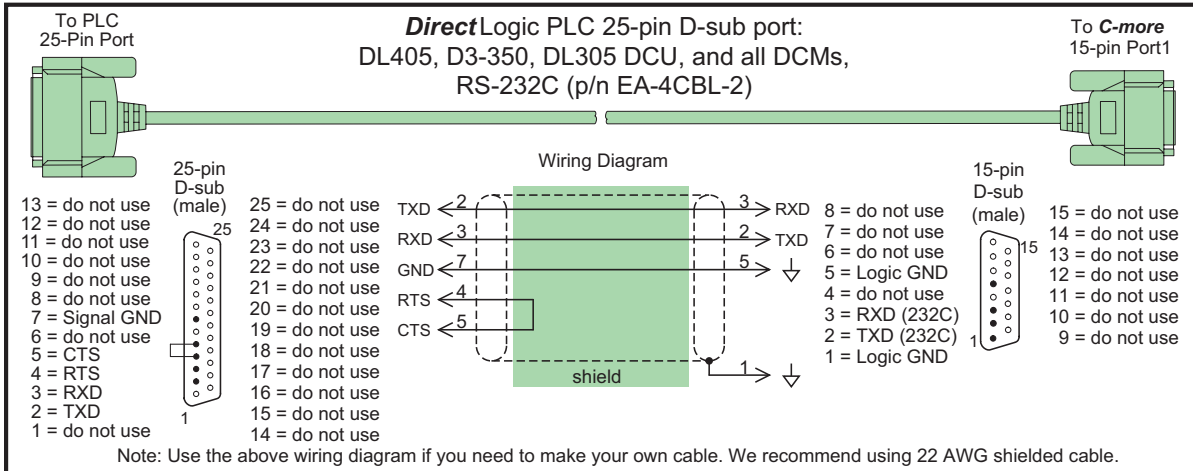 To PLC
25-Pin Port
DirectLogic PLC 25-pin D-sub port:
DL405, D3-350, DL305 DCU, and all DCMs,
RS-232C (p/n EA-4CBL-2)
To C-more
15-pin Port1
Wiring Diagram
25-pin
D-sub
(male)
25
1
13 = do not use
12 = do not use
11 = do not use
10 = do not use
9 = do not use
8 = do not use
7 = Signal GND
6 = do not use
5 = CTS
4 = RTS
3 = RXD
2 = TXD
1 = do not use
25 = do not use
24 = do not use
23 = do not use
22 = do not use
21 = do not use
20 = do not use
19 = do not use
18 = do not use
17 = do not use
16 = do not use
15 = do not use
14 = do not use
TXD 2 3 RXD
RXD 3 2 TXD
GND 7 5
RTS 4
CTS 5
1
shield
8 = do not use
7 = do not use
6 = do not use
5 = Logic GND
4 = do not use
3 = RXD (232C)
2 = TXD (232C)
1 = Logic GND
15-pin
D-sub
(male)
15
1
15 = do not use
14 = do not use
13 = do not use
12 = do not use
11 = do not use
10 = do not use
9 = do not use
Note: Use the above wiring diagram if you need to make your own cable. We recommend using 22 AWG shielded cable.